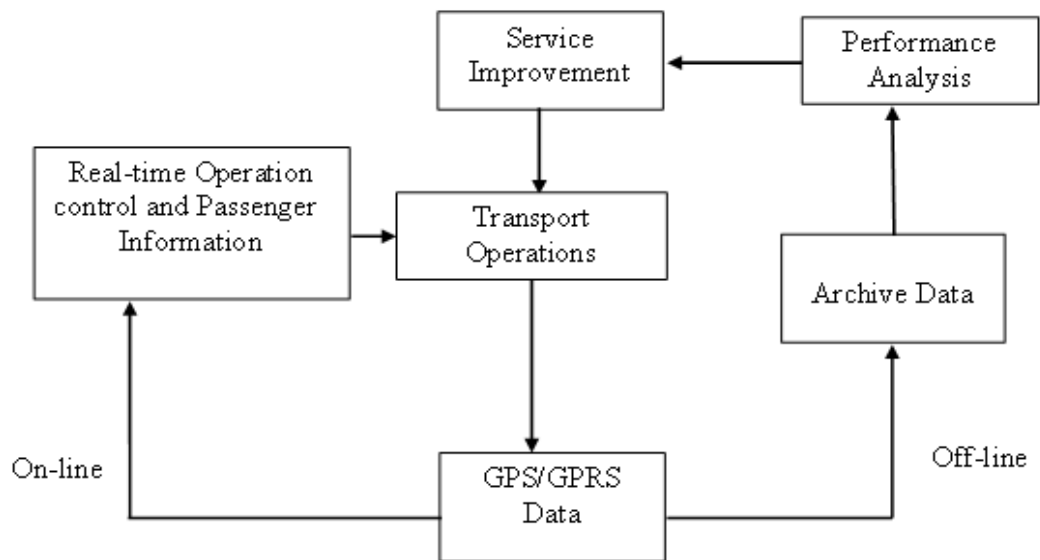 Service
Improvement
Performance
Analysis
Real-time Operation
control and Passenger
Information
Transport
Operations
Archive Data
On-line
GPS/GPRS
Data
Off-line